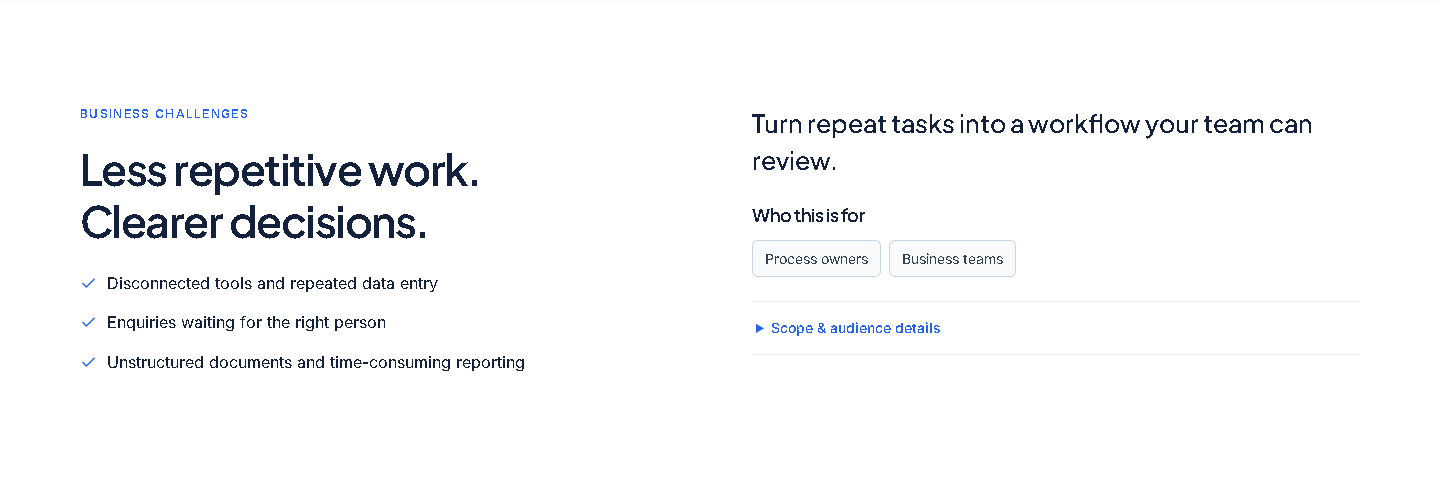 BUSINESS CHALLENGES
Less repetitive work.
Clearer decisions.
Disconnected tools and repeated data entry
Enquiries waiting for the right person
Unstructured documents and time-consuming reporting
Turn repeat tasks into a workflow your team can
review.
Who this is for
Process owners
Business teams
Scope & audience details